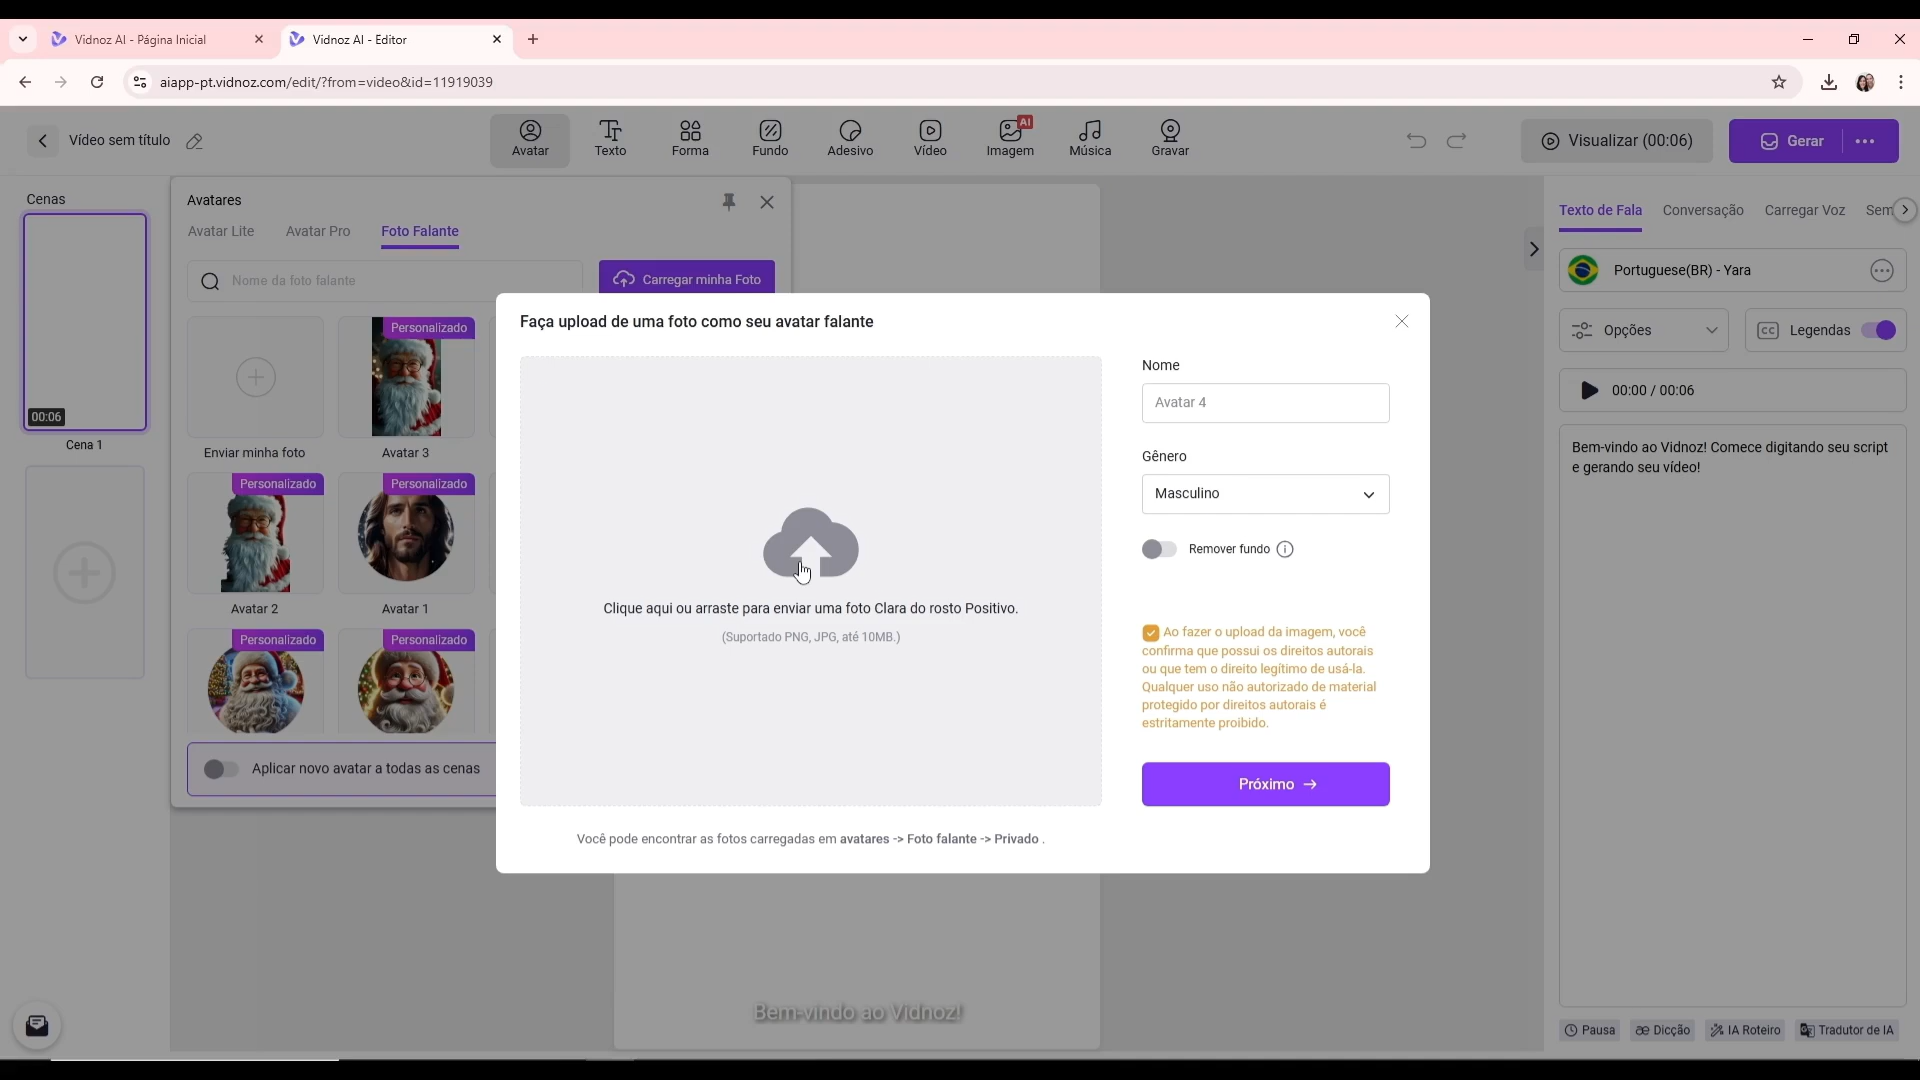 Vidnoz AI - Página Inicial
Vidnoz AI - Editor
aiapp-pt.vidnoz.com/edit/?from=video&id=11919039
Vídeo sem título
Avatar
Texto
Forma
Fundo
Adesivo
Vídeo
Imagem
AI
Música
Gravar
Visualizar (00:06)
Gerar
Cenas
00:06
Cena 1
Avatares
Avatar Lite
Avatar Pro
Foto Falante
Nome da foto falante
Carregar minha Foto
Enviar minha foto
Personalizado
Avatar 3
Personalizado
Avatar 2
Personalizado
Avatar 1
Personalizado
Personalizado
Aplicar novo avatar a todas as cenas
Faça upload de uma foto como seu avatar falante
Clique aqui ou arraste para enviar uma foto Clara do rosto Positivo.
(Suportado PNG, JPG, até 10MB.)
Você pode encontrar as fotos carregadas em avatares -> Foto falante -> Privado .
Nome
Avatar 4
Gênero
Masculino
Remover fundo
Ao fazer o upload da imagem, você
confirma que possui os direitos autorais
ou que tem o direito legítimo de usá-la.
Qualquer uso não autorizado de material
protegido por direitos autorais é
estritamente proibido.
Próximo
Bem-vindo ao Vidnoz!
Texto de Fala
Conversação
Carregar Voz
Sem
Portuguese(BR) - Yara
Opções
CC Legendas
00:00 / 00:06
Bem-vindo ao Vidnoz! Comece digitando seu script
e gerando seu vídeo!
Pausa
æ Dicção
IA Roteiro
Tradutor de IA